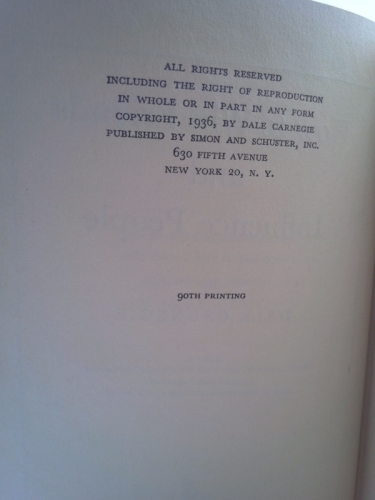 ALL RIGHTS RESERVED
INCLUDING THE RIGHT OF REPRODUCTION
IN WHOLE OR IN PART IN ANY FORM
COPYRIGHT, 1936, BY DALE CARNEGIE
PUBLISHED BY SIMON AND SCHUSTER, INC.
630 FIFTH AVENUE
NEW YORK 20, N. Y.
90TH PRINTING